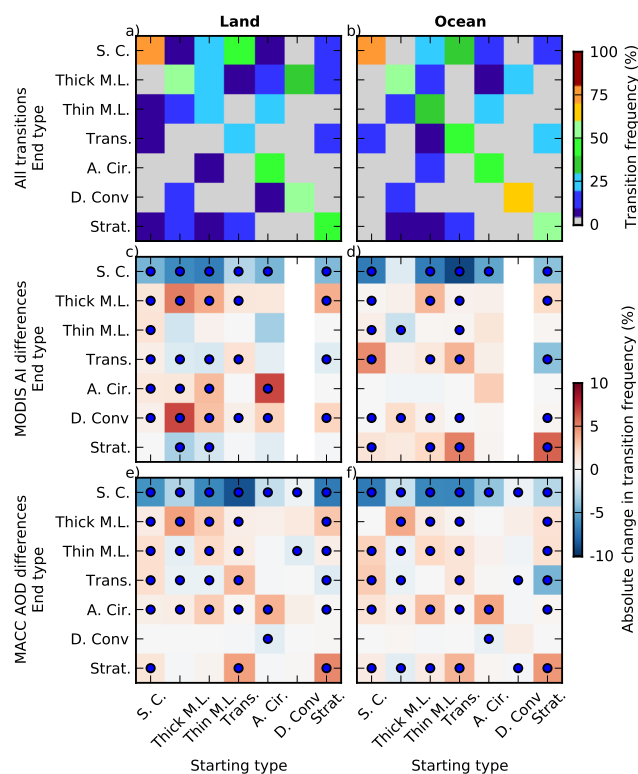 Land
Ocean
a)
b)
All transitions
End type
S. C.
Thick M.L.
Thin M.L.
Trans.
A. Cir.
D. Conv
Strat.
100
75
50
25
0
Transition frequency (%)
c)
d)
MODIS AI differences
End type
S. C.
Thick M.L.
Thin M.L.
Trans.
A. Cir.
D. Conv
Strat.
10
5
0
-5
-10
Absolute change in transition frequency (%)
e)
f)
MACC AOD differences
End type
S. C.
Thick M.L.
Thin M.L.
Trans.
A. Cir.
D. Conv
Strat.
S. C.
Thick M.L.
Thin M.L.
Trans.
A. Cir.
D. Conv
Strat.
S. C.
Thick M.L.
Thin M.L.
Trans.
A. Cir.
D. Conv
Strat.
Starting type
Starting type